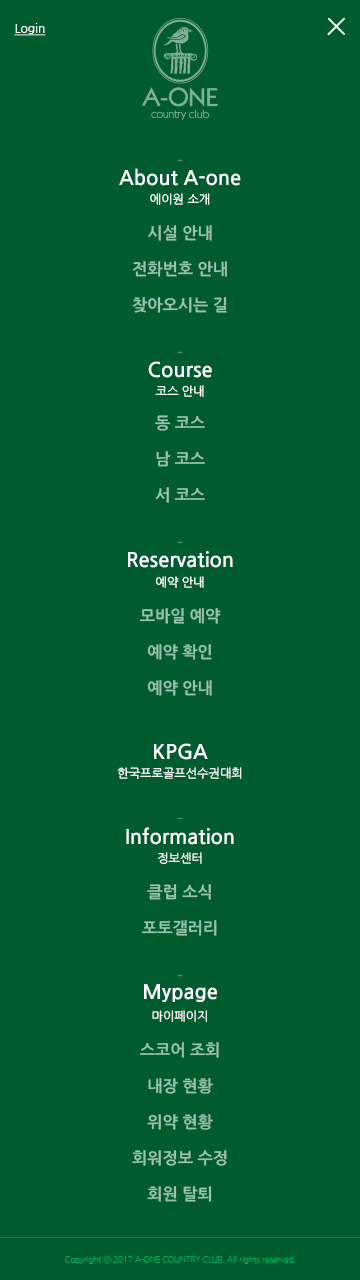 Login
A-ONE
country club
About A-one
에이원 소개
시설 안내
전화번호 안내
찾아오시는 길
Course
코스 안내
동 코스
남 코스
서 코스
Reservation
예약 안내
모바일 예약
예약 확인
예약 안내
KPGA
한국프로골프선수권대회
Information
정보센터
클럽 소식
포토갤러리
Mypage
마이페이지
스코어 조회
내장 현황
위약 현황
회워정보 수정
회원 탈퇴
Copyright ⓒ 2017 A-ONE COUNTRY CLUB. All rights reserved.